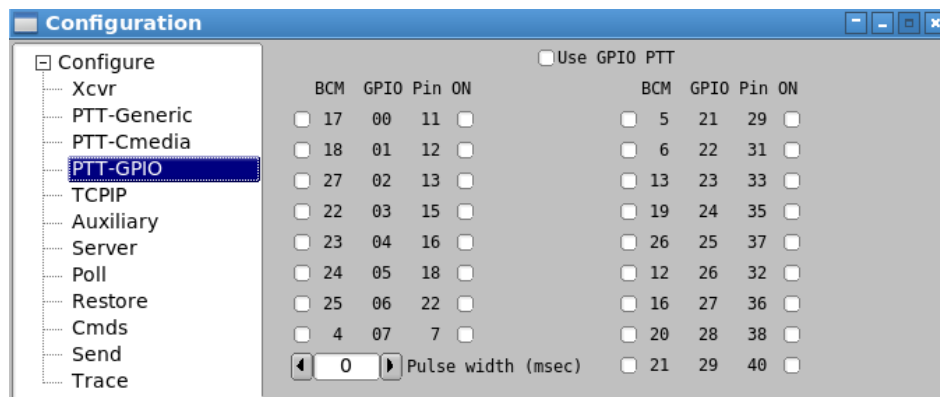 Configuration
Configure
Xcvr
PTT-Generic
PTT-Cmedia
PTT-GPIO
TCPIP
Auxiliary
Server
Poll
Restore
Cmds
Send
Trace
Use GPIO PTT
BCM GPIO Pin ON
17 00 11
18 01 12
27 02 13
22 03 15
23 04 16
24 05 18
25 06 22
4 07 7
0 Pulse width (msec)
BCM GPIO Pin ON
5 21 29
6 22 31
13 23 33
19 24 35
26 25 37
12 26 32
16 27 36
20 28 38
21 29 40